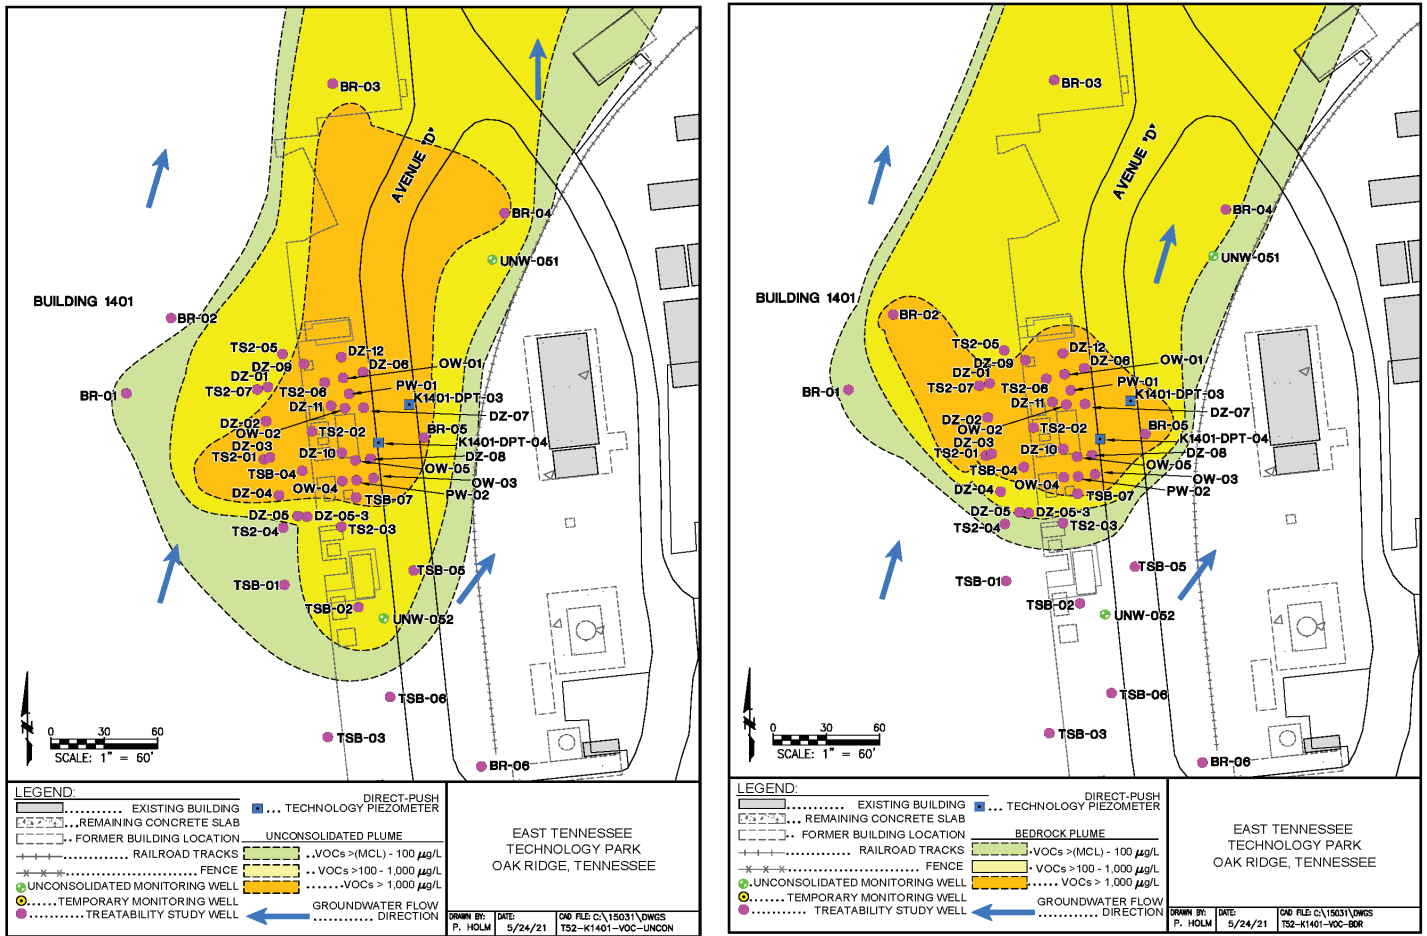 BR-03
AVENUE "D"
BR-04
UNW-051
BUILDING 1401
BR-02
TS2-05
DZ-12
DZ-09
DZ-06
OW-01
DZ-01
TS2-07
TS2-06
PW-01
BR-01
K1401-DPT-03
DZ-11
DZ-07
DZ-02
OW-02
TS2-02
BR-05
K1401-DPT-04
DZ-03
TS2-01
DZ-10
DZ-08
TSB-04
OW-05
OW-04
OW-03
DZ-04
TSB-07
PW-02
DZ-05
DZ-05-3
TS2-04
TS2-03
TSB-01
TSB-05
TSB-02
UNW-052
TSB-06
TSB-03
BR-06
N
0 30 60
SCALE: 1" = 60'
LEGEND:
EXISTING BUILDING
REMAINING CONCRETE SLAB
FORMER BUILDING LOCATION
RAILROAD TRACKS
FENCE
UNCONSOLIDATED MONITORING WELL
TEMPORARY MONITORING WELL
TREATABILITY STUDY WELL
DIRECT-PUSH
TECHNOLOGY PIEZOMETER
UNCONSOLIDATED PLUME
VOCs >(MCL) - 100 µg/L
VOCs >100 - 1,000 µg/L
VOCs > 1,000 µg/L
GROUNDWATER FLOW
DIRECTION
EAST TENNESSEE
TECHNOLOGY PARK
OAK RIDGE, TENNESSEE
DRAWN BY:
P. HOLM
DATE:
5/24/21
CAD FILE: C:\15031\DWGS
T52-K1401-VOC-UNCON
BR-03
AVENUE "D"
BR-04
UNW-051
BUILDING 1401
BR-02
TS2-05
DZ-12
DZ-09
DZ-06
OW-01
DZ-01
TS2-07
TS2-06
PW-01
BR-01
K1401-DPT-03
DZ-11
DZ-07
DZ-02
OW-02
TS2-02
BR-05
K1401-DPT-04
DZ-03
TS2-01
DZ-10
DZ-08
TSB-04
OW-05
OW-04
OW-03
DZ-04
TSB-07
PW-02
DZ-05
DZ-05-3
TS2-04
TS2-03
TSB-01
TSB-05
TSB-02
UNW-052
TSB-06
TSB-03
BR-06
N
0 30 60
SCALE: 1" = 60'
LEGEND:
EXISTING BUILDING
REMAINING CONCRETE SLAB
FORMER BUILDING LOCATION
RAILROAD TRACKS
FENCE
UNCONSOLIDATED MONITORING WELL
TEMPORARY MONITORING WELL
TREATABILITY STUDY WELL
DIRECT-PUSH
TECHNOLOGY PIEZOMETER
BEDROCK PLUME
VOCs >(MCL) - 100 µg/L
VOCs >100 - 1,000 µg/L
VOCs > 1,000 µg/L
GROUNDWATER FLOW
DIRECTION
EAST TENNESSEE
TECHNOLOGY PARK
OAK RIDGE, TENNESSEE
DRAWN BY:
P. HOLM
DATE:
5/24/21
CAD FILE: C:\15031\DWGS
T52-K1401-VOC-BDR